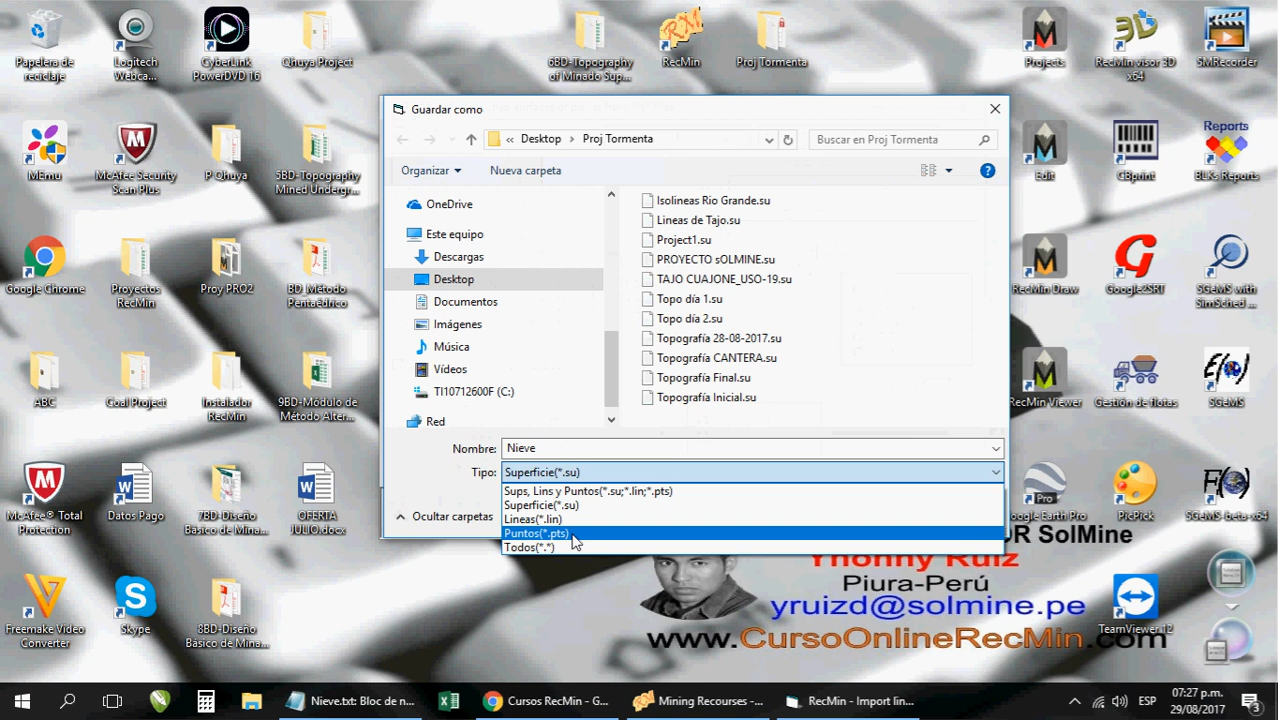 Papelera de
reciclaje
Logitech
Webca...
CyberLink
PowerDVD 16
Qhuya Project
6BD-Topography
of Minado Sup...
RecMin
Proj Tormenta
Projects
RecMin visor 3D
x64
SMRecorder
MEmu
McAfee Security
Scan Plus
P Qhuya
5BD-Topography
Mined Undergr...
Edit
GBprint
Reports
BLKs Reports
Google Chrome
Proyectos
RecMin
Proy PRO2
BD Método
Pentaédrico
RecMin Draw
Google2SRT
SGeMS with
SimSched ...
ABC
Coal Project
Instalador
RecMin
9BD-Módulo de
Método Alter...
RecMin Viewer
Gestión de flotas
SGeMS
McAfee® Total
Protection
Datos Pago
7BD-Diseño
Basico de Mina...
OFERTA
JULIO.docx
Pro
oogle Earth Pro
PicPick
SGeMS-beta-x64
Freemake Video
Converter
Skype
8BD-Diseño
Basico de Mina...
TeamViewer 12
Guardar como
« Desktop > Proj Tormenta
Buscar en Proj Tormenta
Organizar
Nueva carpeta
OneDrive
Este equipo
Descargas
Desktop
Documentos
Imágenes
Música
Vídeos
TI10712600F (C:)
Red
Isolineas Rio Grande.su
Lineas de Tajo.su
Project1.su
PROYECTO sOLMINE.su
TAJO CUAJONE_USO-19.su
Topo día 1.su
Topo día 2.su
Topografía 28-08-2017.su
Topografía CANTERA.su
Topografía Final.su
Topografía Inicial.su
Nombre: Nieve
Tipo: Superficie(*.su)
Sups, Lins y Puntos(*.su;*.lin;*.pts)
Superficie(*.su)
Lineas(*.lin)
Puntos(*.pts)
Todos(*.*)
Ocultar carpetas
OR SolMine
Yhonny Ruiz
Piura-Perú
yruizd@solmine.pe
www.CursoOnlineRecMin.com
Nieve.txt: Bloc de n...
Cursos RecMin - G...
Mining Recourses -...
RecMin - Import lin...
ESP
07:27 p.m.
29/08/2017
3